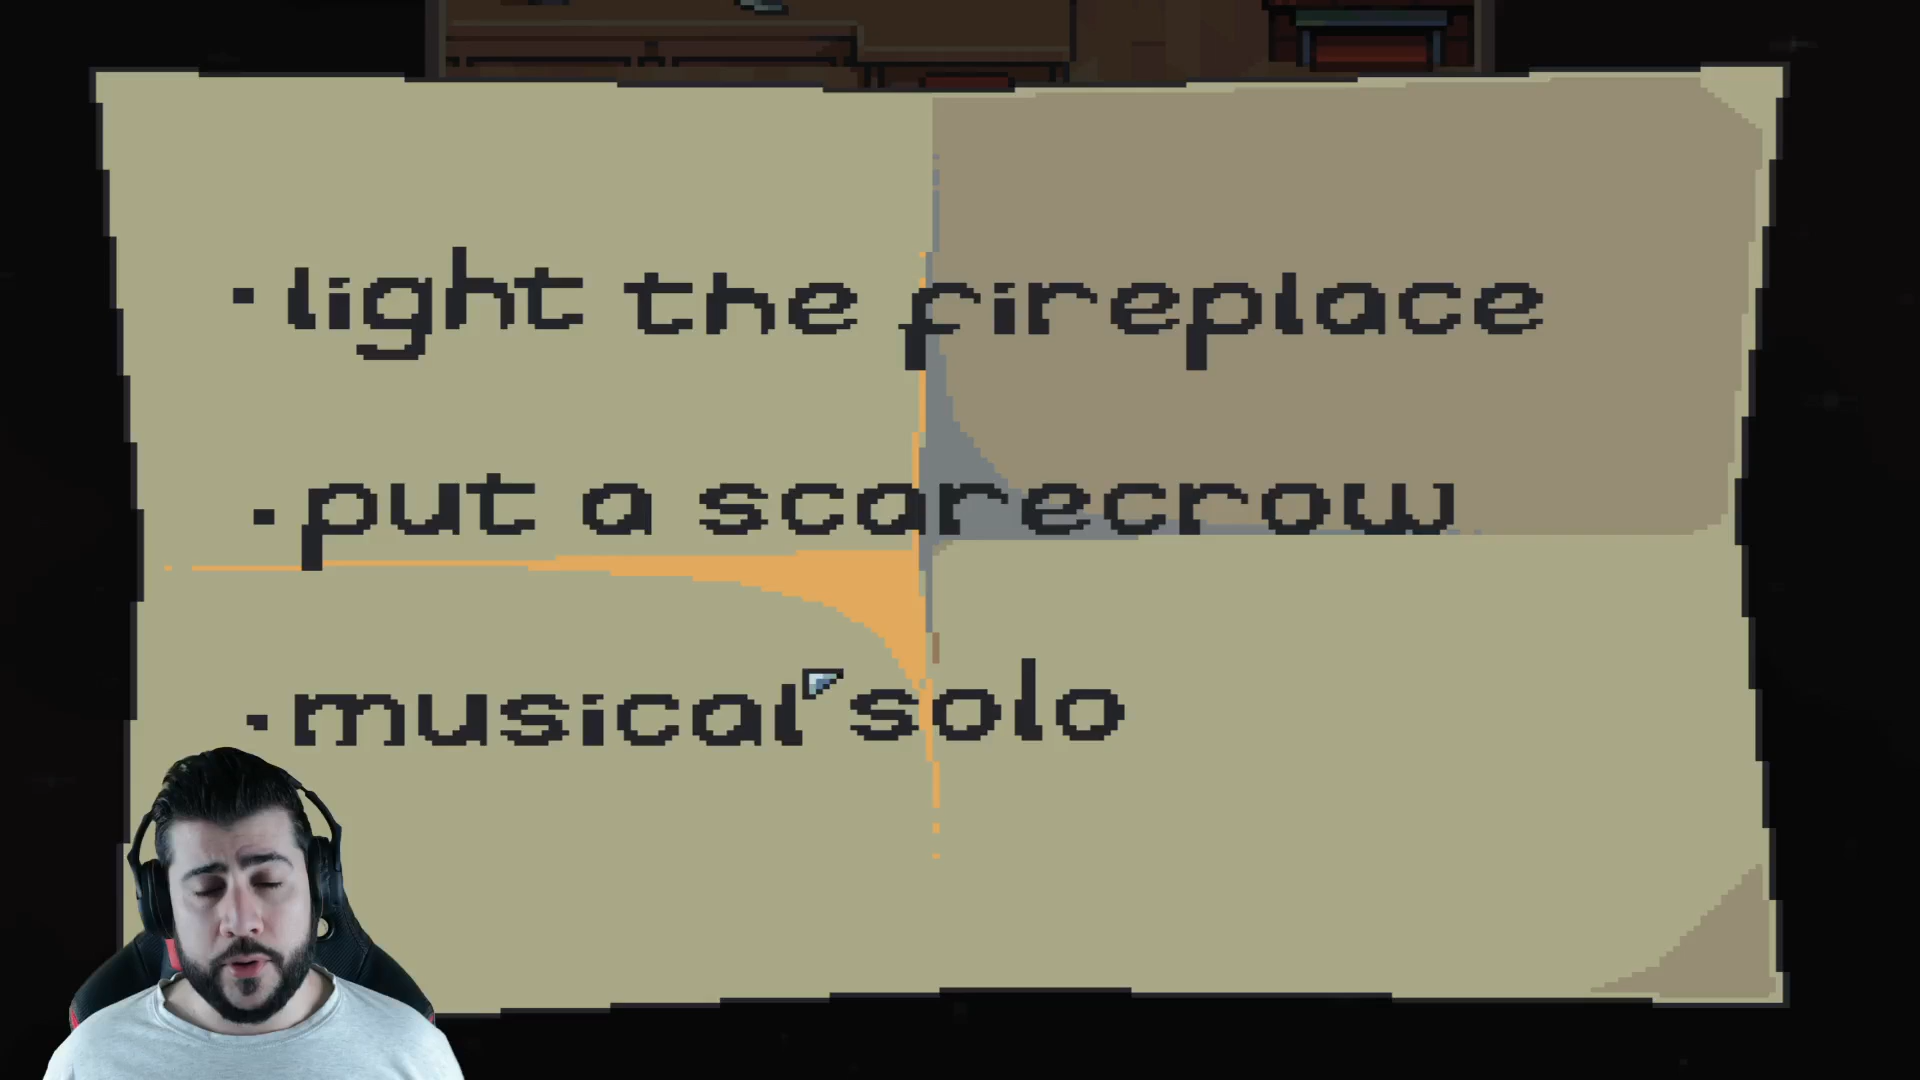 · light the fireplace
· put a scarecrow
· musical solo